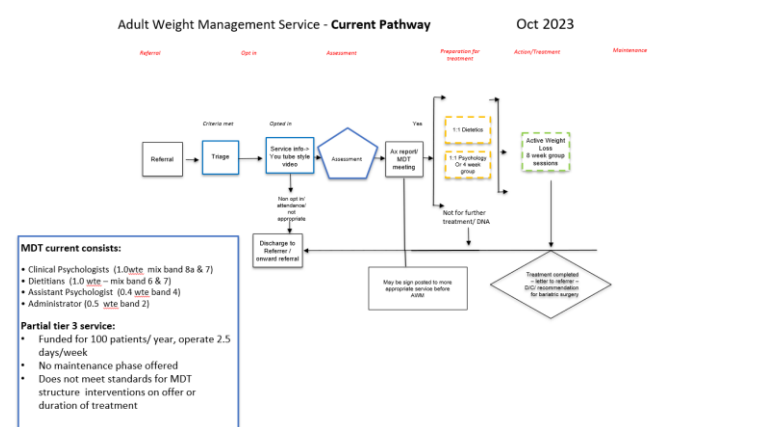 Adult Weight Management Service - Current Pathway
Oct 2023
Referral
Opt in
Assessment
Preparation for
treatment
Action/Treatment
Maintenance
Criteria met
Opted in
Yes
Referral
Triage
Service info->
You tube style
video
Assessment
Ax report/
MDT
meeting
1:1 Dietetics
1:1 Psychology
Or 4 week
group
Active Weight
Loss
8 week group
sessions
Non opt in/
attendance/
not
appropriate
Not for further
treatment/ DNA
Discharge to
Referrer /
onward referral
May be sign posted to more
appropriate service before
AWM
Treatment completed
– letter to referrer –
D/C/ recommendation
for bariatric surgery
MDT current consists:
• Clinical Psychologists (1.0wte mix band 8a & 7)
• Dietitians (1.0 wte – mix band 6 & 7)
• Assistant Psychologist (0.4 wte band 4)
• Administrator (0.5 wte band 2)
Partial tier 3 service:
• Funded for 100 patients/ year, operate 2.5
days/week
• No maintenance phase offered
• Does not meet standards for MDT
structure interventions on offer or
duration of treatment